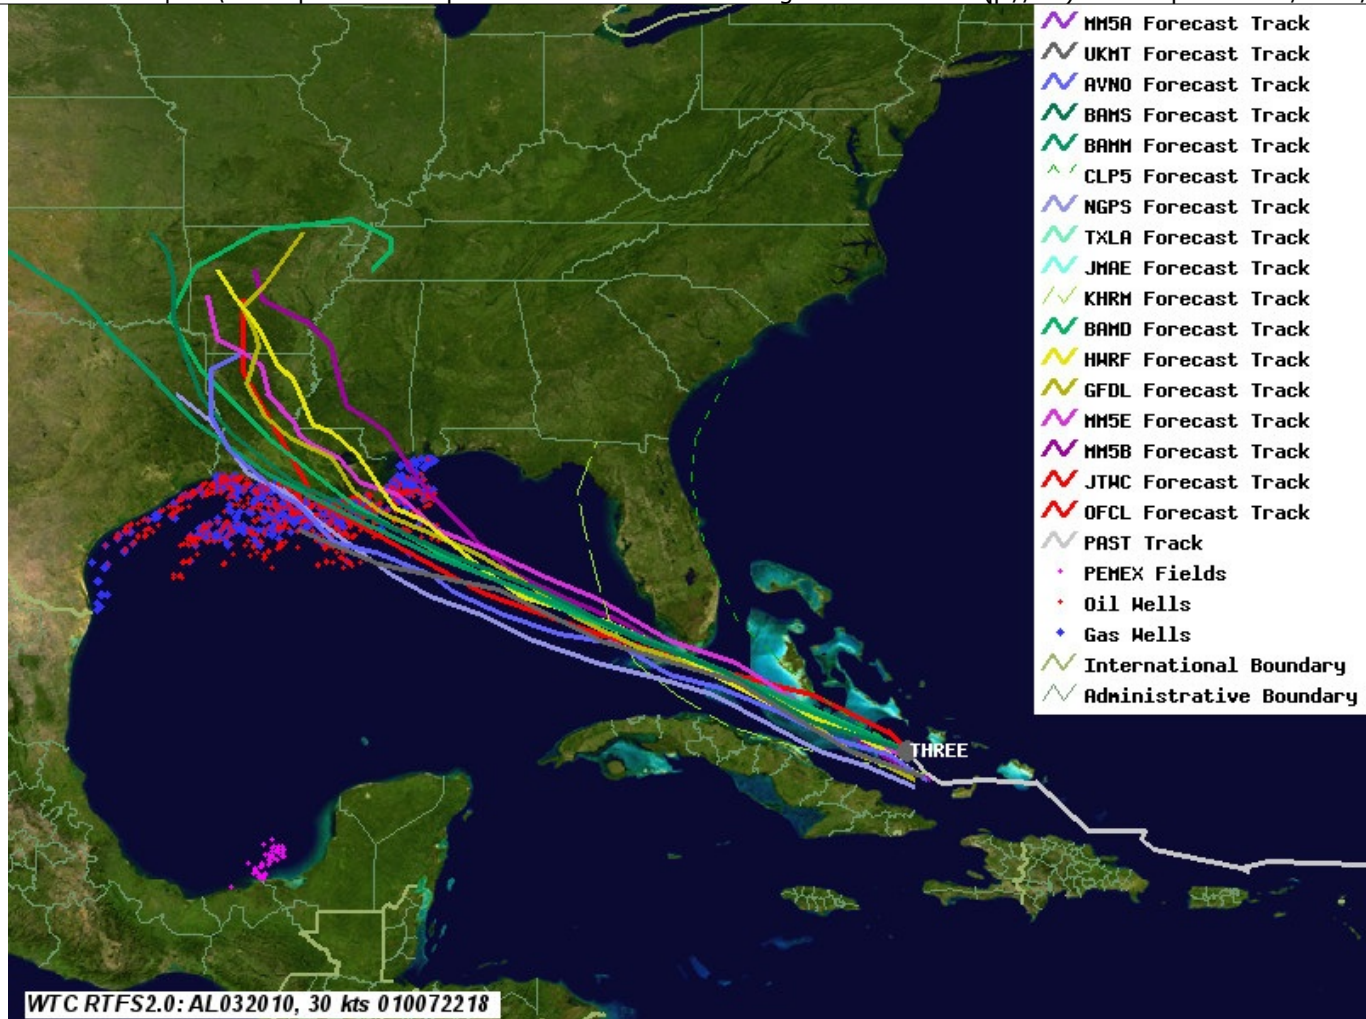 MM5A Forecast Track
UKMT Forecast Track
AVNO Forecast Track
BAMS Forecast Track
BAMM Forecast Track
CLP5 Forecast Track
NGPS Forecast Track
TXLA Forecast Track
JMAE Forecast Track
KHRM Forecast Track
BAMD Forecast Track
HWRF Forecast Track
GFDL Forecast Track
MM5E Forecast Track
MM5B Forecast Track
JTWC Forecast Track
OFCL Forecast Track
PAST Track
PEMEX Fields
Oil Wells
Gas Wells
International Boundary
Administrative Boundary
THREE
WTC RTFS2.0: AL032010, 30 kts 010072218